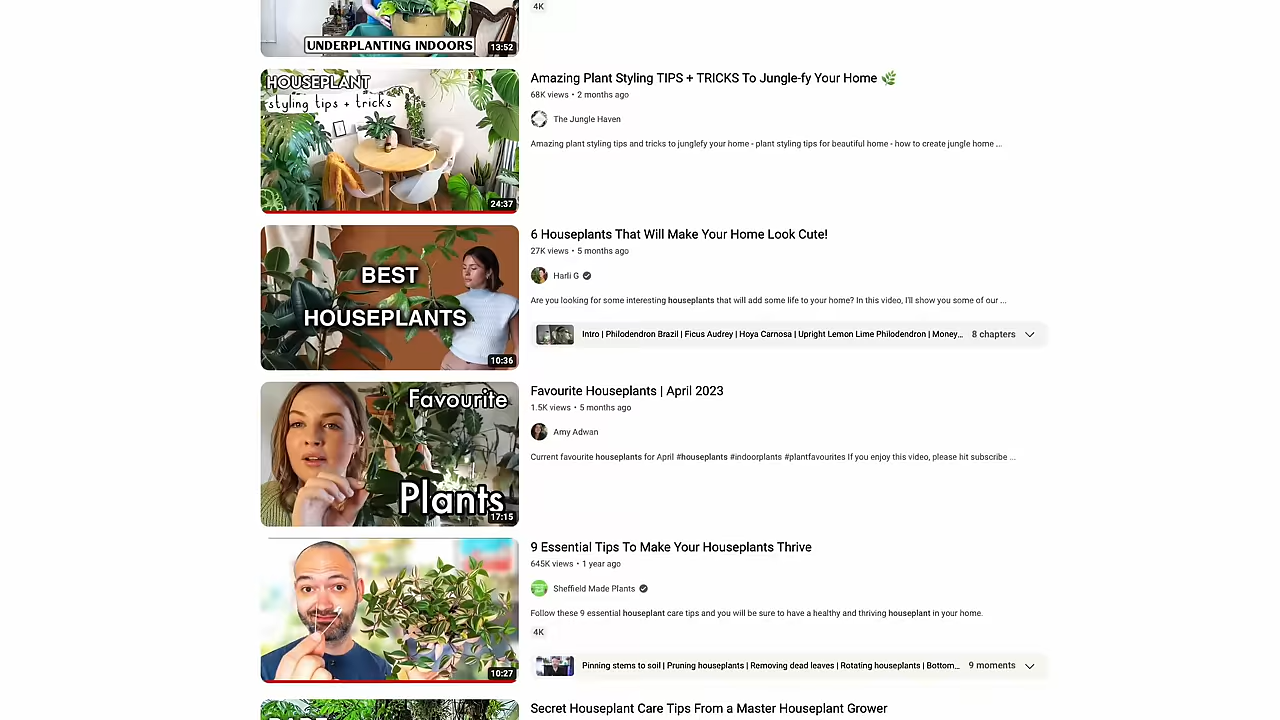 4K
UNDERPLANTING INDOORS
13:52
HOUSEPLANT
styling tips + tricks
24:37
Amazing Plant Styling TIPS + TRICKS To Jungle-fy Your Home 🌿
68K views • 2 months ago
The Jungle Haven
Amazing plant styling tips and tricks to junglefy your home - plant styling tips for beautiful home - how to create jungle home ...
BEST
HOUSEPLANTS
10:36
6 Houseplants That Will Make Your Home Look Cute!
27K views • 5 months ago
Harli G
Are you looking for some interesting houseplants that will add some life to your home? In this video, I'll show you some of our ...
Intro | Philodendron Brazil | Ficus Audrey | Hoya Carnosa | Upright Lemon Lime Philodendron | Money... 8 chapters
Favourite
Plants
17:15
Favourite Houseplants | April 2023
1.5K views • 5 months ago
Amy Adwan
Current favourite houseplants for April #houseplants #indoorplants #plantfavourites If you enjoy this video, please hit subscribe ...
10:27
9 Essential Tips To Make Your Houseplants Thrive
645K views • 1 year ago
Sheffield Made Plants
Follow these 9 essential houseplant care tips and you will be sure to have a healthy and thriving houseplant in your home.
4K
Pinning stems to soil | Pruning houseplants | Removing dead leaves | Rotating houseplants | Bottom... 9 moments
Secret Houseplant Care Tips From a Master Houseplant Grower